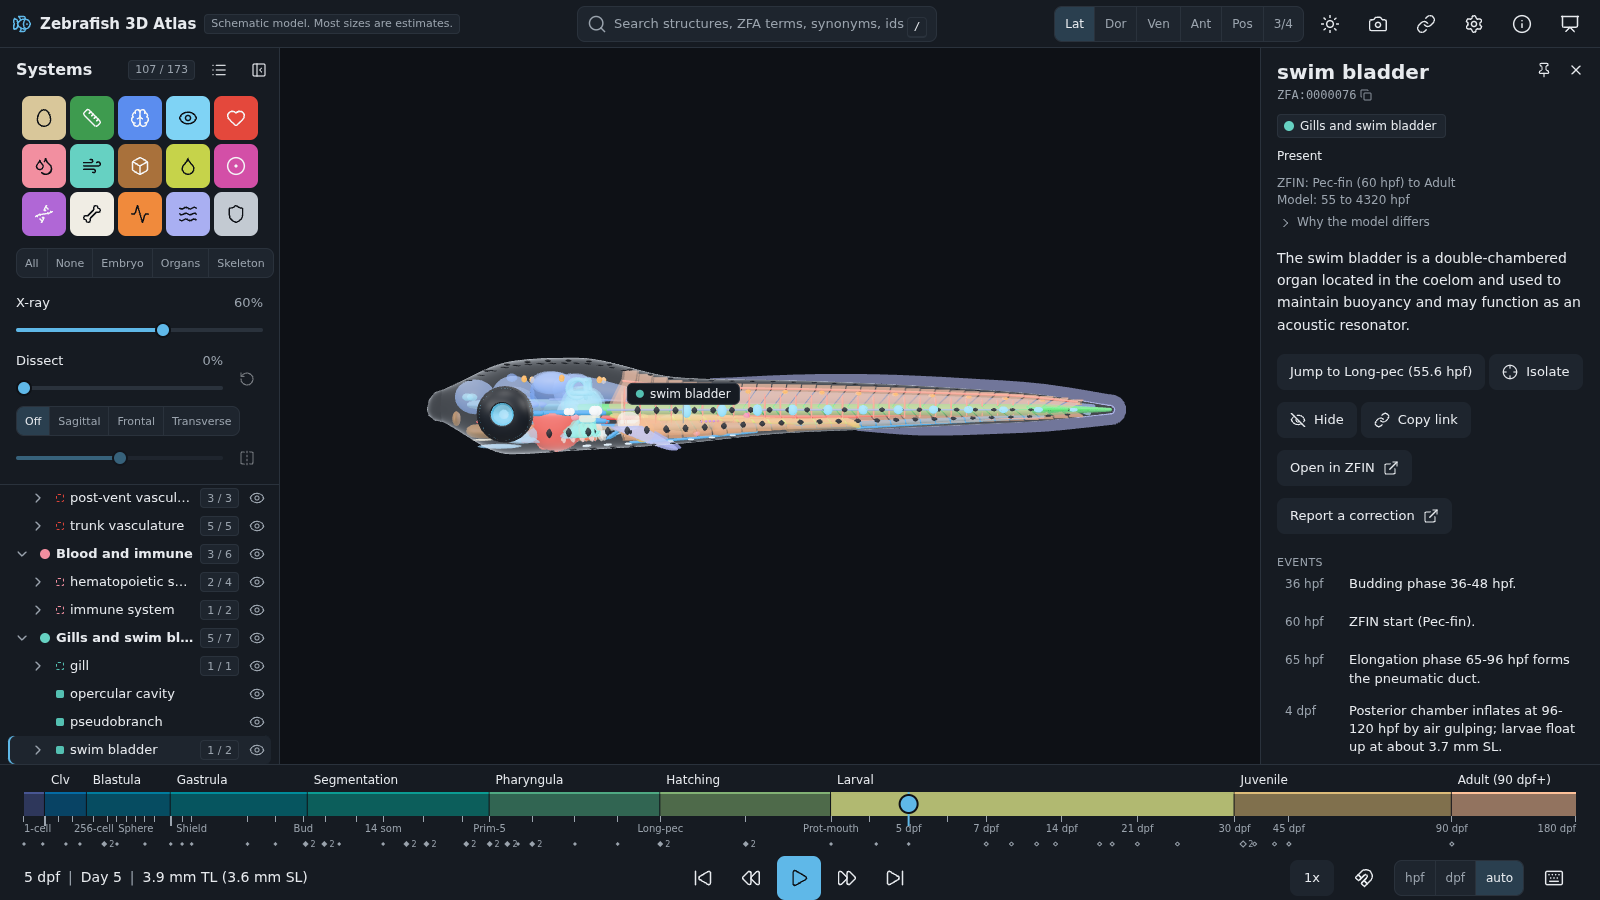 Zebrafish 3D Atlas
Schematic model. Most sizes are estimates.
Search structures, ZFA terms, synonyms, ids
/
Lat
Dor
Ven
Ant
Pos
3/4
Systems
107 / 173
All
None
Embryo
Organs
Skeleton
X-ray
60%
Dissect
0%
Off
Sagittal
Frontal
Transverse
post-vent vascul...
3 / 3
trunk vasculature
5 / 5
Blood and immune
3 / 6
hematopoietic s...
2 / 4
immune system
1 / 2
Gills and swim bl...
5 / 7
gill
1 / 1
opercular cavity
pseudobranch
swim bladder
1 / 2
swim bladder
swim bladder
ZFA:0000076
Gills and swim bladder
Present
ZFIN: Pec-fin (60 hpf) to Adult
Model: 55 to 4320 hpf
Why the model differs
The swim bladder is a double-chambered
organ located in the coelom and used to
maintain buoyancy and may function as an
acoustic resonator.
Jump to Long-pec (55.6 hpf)
Isolate
Hide
Copy link
Open in ZFIN
Report a correction
EVENTS
36 hpf
Budding phase 36-48 hpf.
60 hpf
ZFIN start (Pec-fin).
65 hpf
Elongation phase 65-96 hpf forms
the pneumatic duct.
4 dpf
Posterior chamber inflates at 96-
120 hpf by air gulping; larvae float
up at about 3.7 mm SL.
Clv
Blastula
Gastrula
Segmentation
Pharyngula
Hatching
Larval
Juvenile
Adult (90 dpf+)
1-cell
256-cell
Sphere
Shield
Bud
14 som
Prim-5
Long-pec
Prot-mouth
5 dpf
7 dpf
14 dpf
21 dpf
30 dpf
45 dpf
90 dpf
180 dpf
2
2
2
2
2
2
2
2
2
2
2
2
5 dpf | Day 5 | 3.9 mm TL (3.6 mm SL)
1x
hpf
dpf
auto